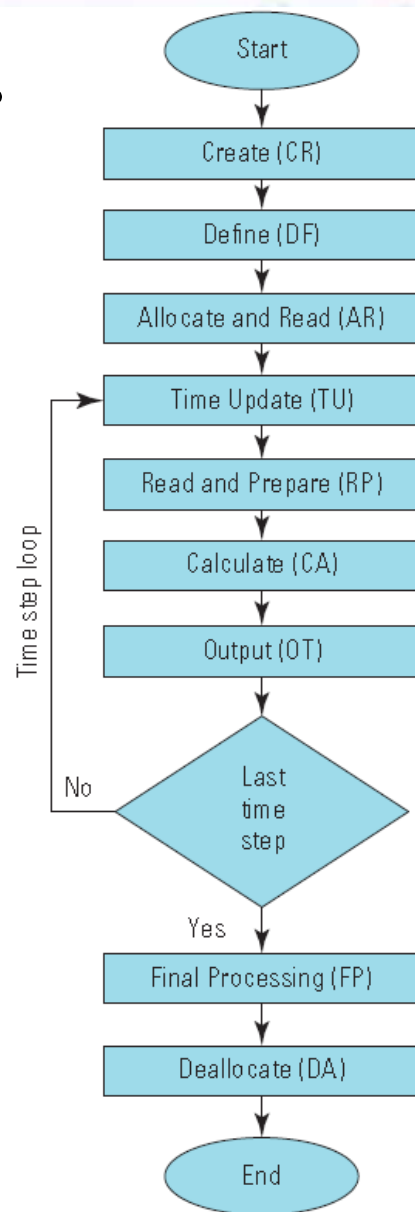 Start
Create (CR)
Define (DF)
Allocate and Read (AR)
Time Update (TU)
Read and Prepare (RP)
Calculate (CA)
Output (OT)
Time step loop
Last
time
step
No
Yes
Final Processing (FP)
Deallocate (DA)
End